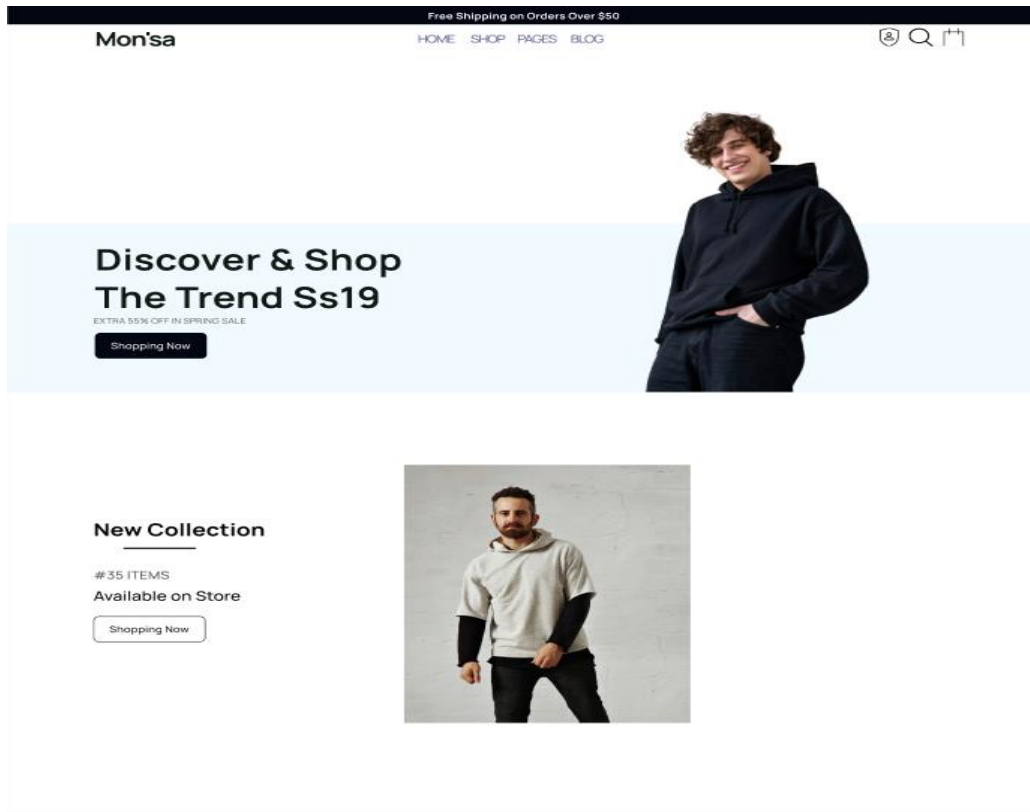 Free Shipping on Orders Over $50
Mon'sa
HOME SHOP PAGES BLOG
Discover & Shop
The Trend Ss19
EXTRA 55% OFF IN SPRING SALE
Shopping Now
New Collection
#35 ITEMS
Available on Store
Shopping Now